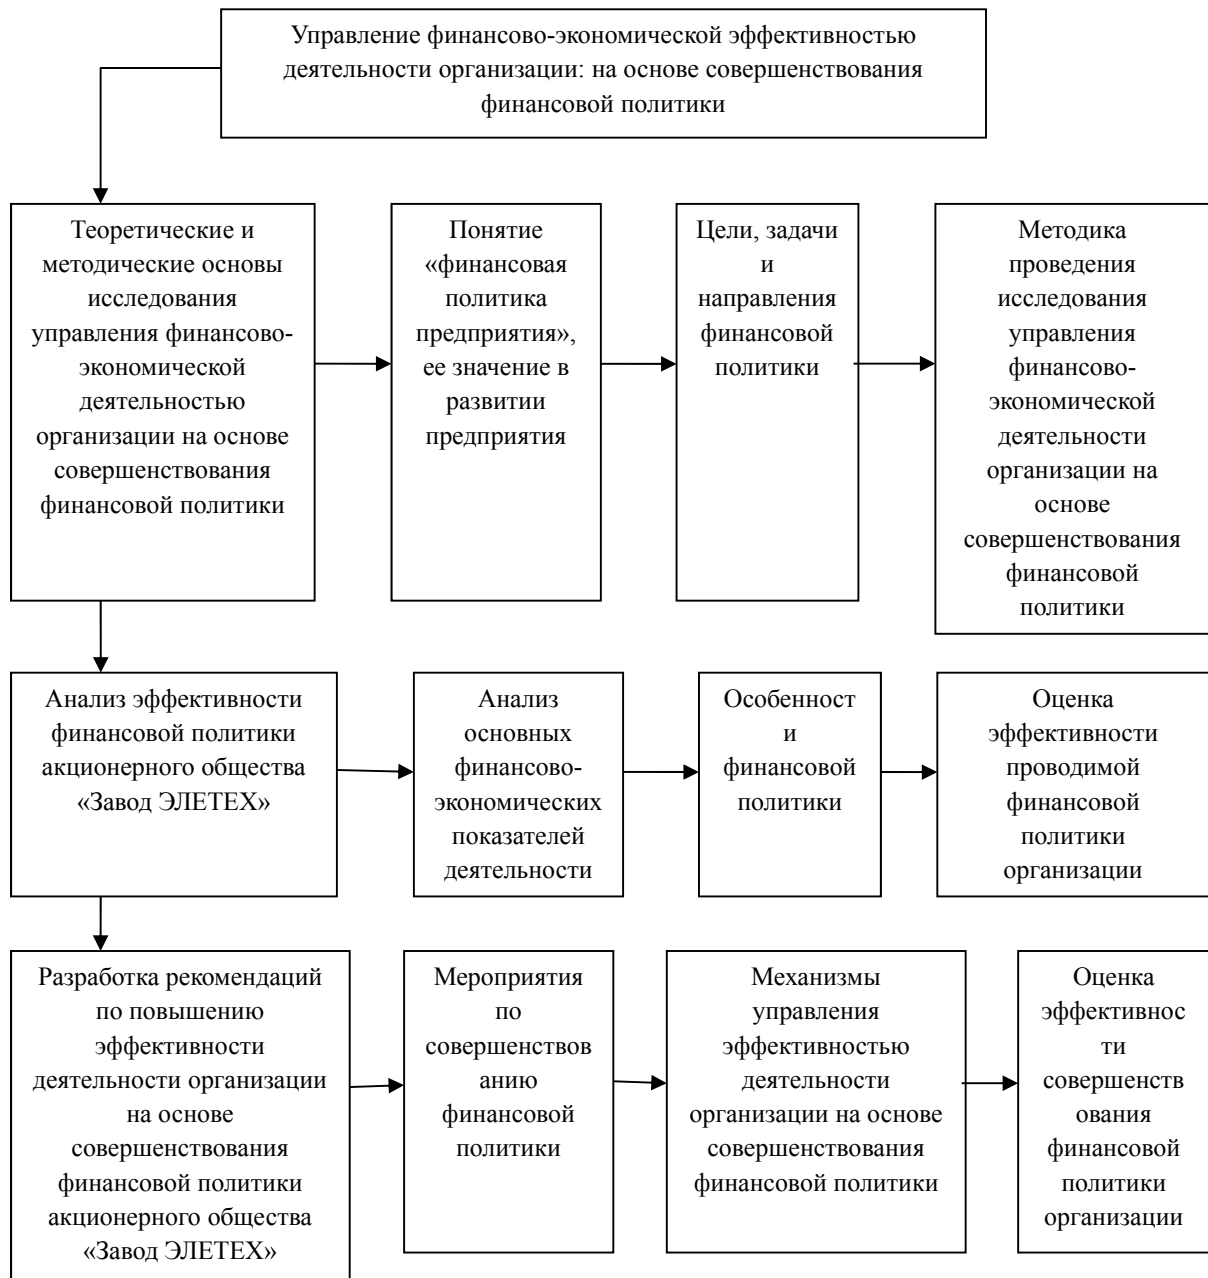 Управление финансово-экономической эффективностью
деятельности организации: на основе совершенствования
финансовой политики
Теоретические и
методические основы
исследования
управления финансово-
экономической
деятельностью
организации на основе
совершенствования
финансовой политики
Понятие
«финансовая
политика
предприятия»,
ее значение в
развитии
предприятия
Цели, задачи
и
направления
финансовой
политики
Методика
проведения
исследования
управления
финансово-
экономической
деятельности
организации на
основе
совершенствования
финансовой
политики
Анализ эффективности
финансовой политики
акционерного общества
«Завод ЭЛЕТЕХ»
Анализ
основных
финансово-
экономических
показателей
деятельности
Особенност
и
финансовой
политики
Оценка
эффективности
проводимой
финансовой
политики
организации
Разработка рекомендаций
по повышению
эффективности
деятельности организации
на основе
совершенствования
финансовой политики
акционерного общества
«Завод ЭЛЕТЕХ»
Мероприятия
по
совершенствов
анию
финансовой
политики
Механизмы
управления
эффективностью
деятельности
организации на основе
совершенствования
финансовой политики
Оценка
эффективнос
ти
совершенств
ования
финансовой
политики
организации